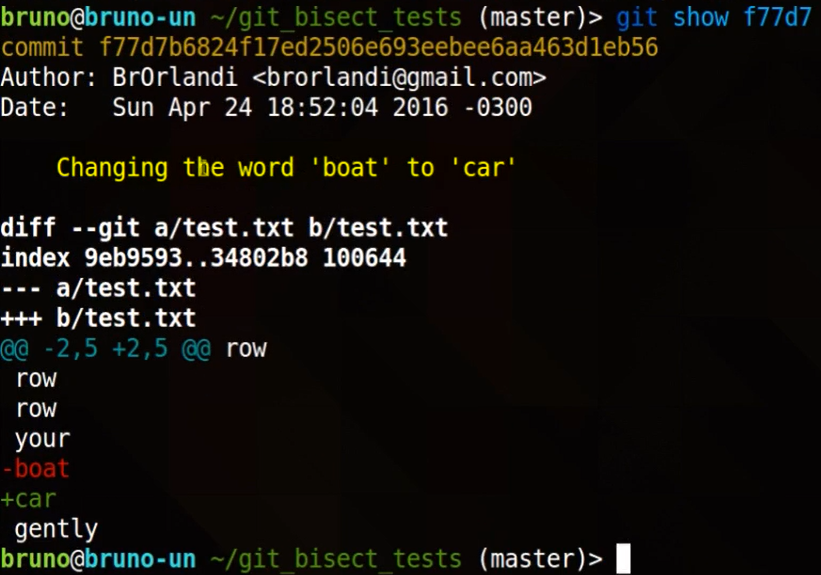 bruno@bruno-un ~/git_bisect_tests (master)> git show f77d7
commit f77d7b6824f17ed2506e693eebee6aa463d1eb56
Author: BrOrlandi <brorlandi@gmail.com>
Date:   Sun Apr 24 18:52:04 2016 -0300

    Changing the word 'boat' to 'car'

diff --git a/test.txt b/test.txt
index 9eb9593..34802b8 100644
--- a/test.txt
+++ b/test.txt
@@ -2,5 +2,5 @@ row
 row
 row
 your
-boat
+car
 gently
bruno@bruno-un ~/git_bisect_tests (master)>